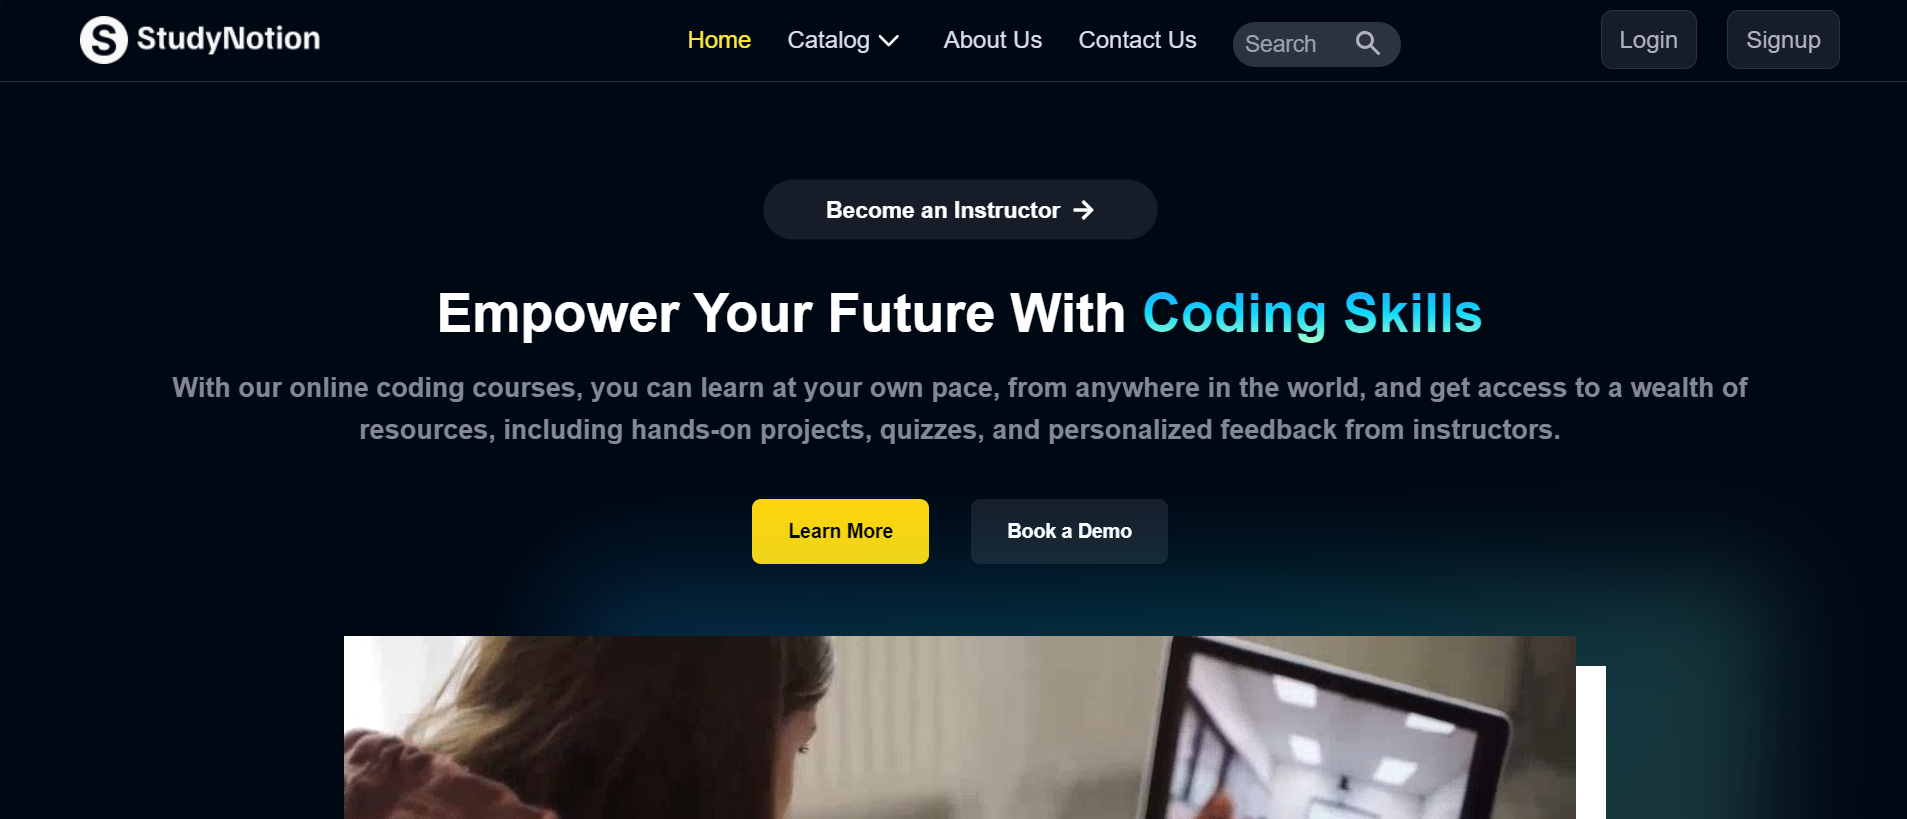 StudyNotion
Home Catalog About Us Contact Us Search Login Signup
Become an Instructor
Empower Your Future With Coding Skills
With our online coding courses, you can learn at your own pace, from anywhere in the world, and get access to a wealth of
resources, including hands-on projects, quizzes, and personalized feedback from instructors.
Learn More Book a Demo